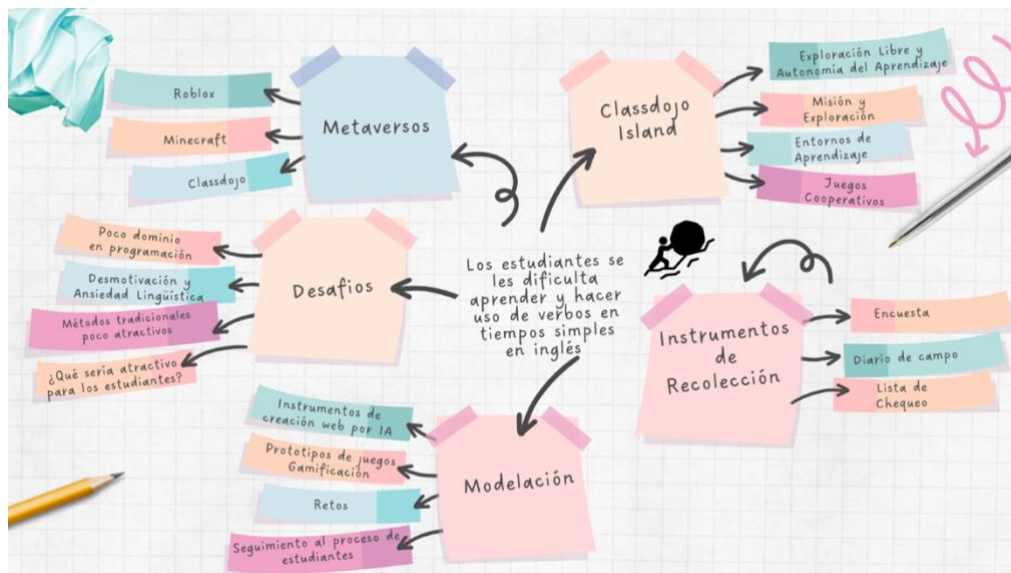 Metaversos
Roblox
Minecraft
Classdojo
Classdojo
Island
Exploración Libre y
Autonomía del Aprendizaje
Misión y
Exploración
Entornos de
Aprendizaje
Juegos
Cooperativos
Desafios
Poco dominio
en programación
Desmotivación y
Ansiedad Lingüística
Métodos tradicionales
poco atractivos
¿Qué sería atractivo
para los estudiantes?
Los estudiantes se
les dificulta
aprender y hacer
uso de verbos en
tiempos simples
en inglés
Instrumentos
de
Recolección
Encuesta
Diario de campo
Lista de
Chequeo
Modelación
Instrumentos de
creación web por IA
Prototipos de juegos
Gamificación
Retos
Seguimiento al proceso de
estudiantes